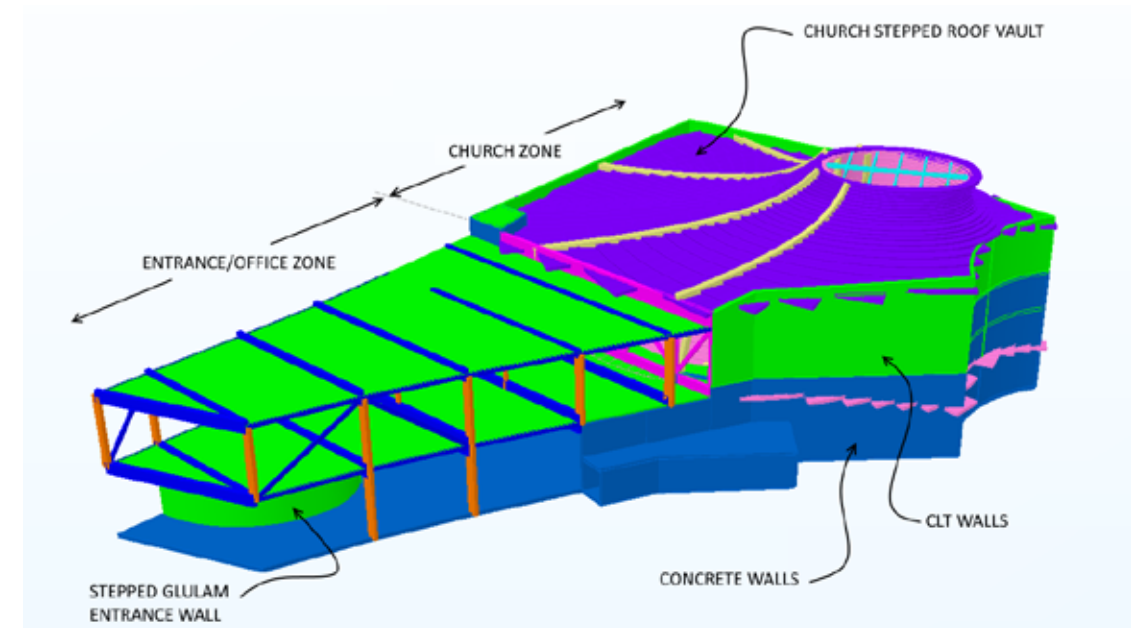 CHURCH STEPPED ROOF VAULT
CHURCH ZONE
ENTRANCE/OFFICE ZONE
CLT WALLS
CONCRETE WALLS
STEPPED GLULAM
ENTRANCE WALL